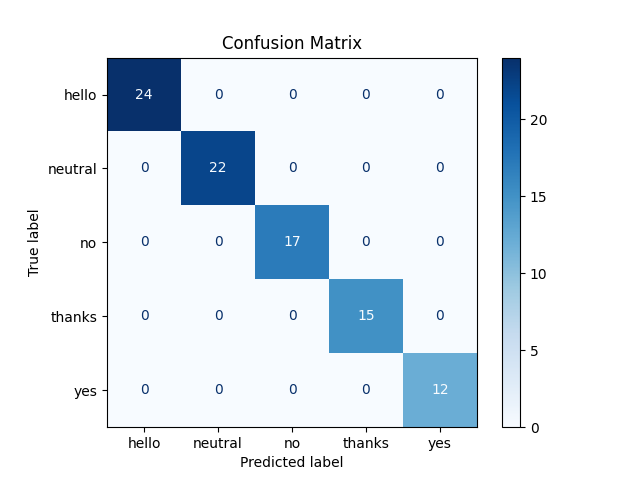 Confusion Matrix
True label
hello 24 0 0 0 0
neutral 0 22 0 0 0
no 0 0 17 0 0
thanks 0 0 0 15 0
yes 0 0 0 0 12
hello neutral no thanks yes
Predicted label
20
15
10
5
0